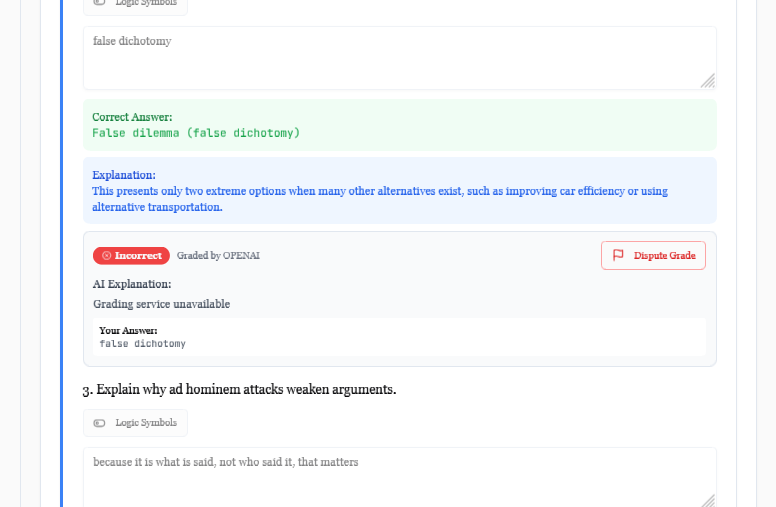 Logic Symbols
false dichotomy
Correct Answer:
False dilemma (false dichotomy)
Explanation:
This presents only two extreme options when many other alternatives exist, such as improving car efficiency or using
alternative transportation.
Incorrect Graded by OPENAI Dispute Grade
AI Explanation:
Grading service unavailable
Your Answer:
false dichotomy
3. Explain why ad hominem attacks weaken arguments.
Logic Symbols
because it is what is said, not who said it, that matters